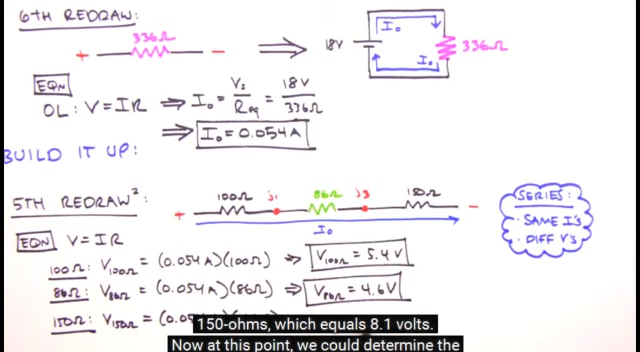 6TH REDRAW:
+ 336Ω − ⟹ 18V I₀ I₀ 336Ω
EQN
OL: V=IR ⟹ I₀ = Vs/Req = 18V/336Ω
⟹ I₀ = 0.054A
BUILD IT UP:
5TH REDRAW²
+ 100Ω j1 86Ω j3 150Ω −
I₀
SERIES:
· SAME I's
· DIFF V's
EQN V=IR
100Ω: V100Ω = (0.054A)(100Ω) ⟹ V100Ω = 5.4V
86Ω: V86Ω = (0.054A)(86Ω) ⟹ V86Ω = 4.6V
150Ω: V150Ω = (0.05
150-ohms, which equals 8.1 volts.
Now at this point, we could determine the